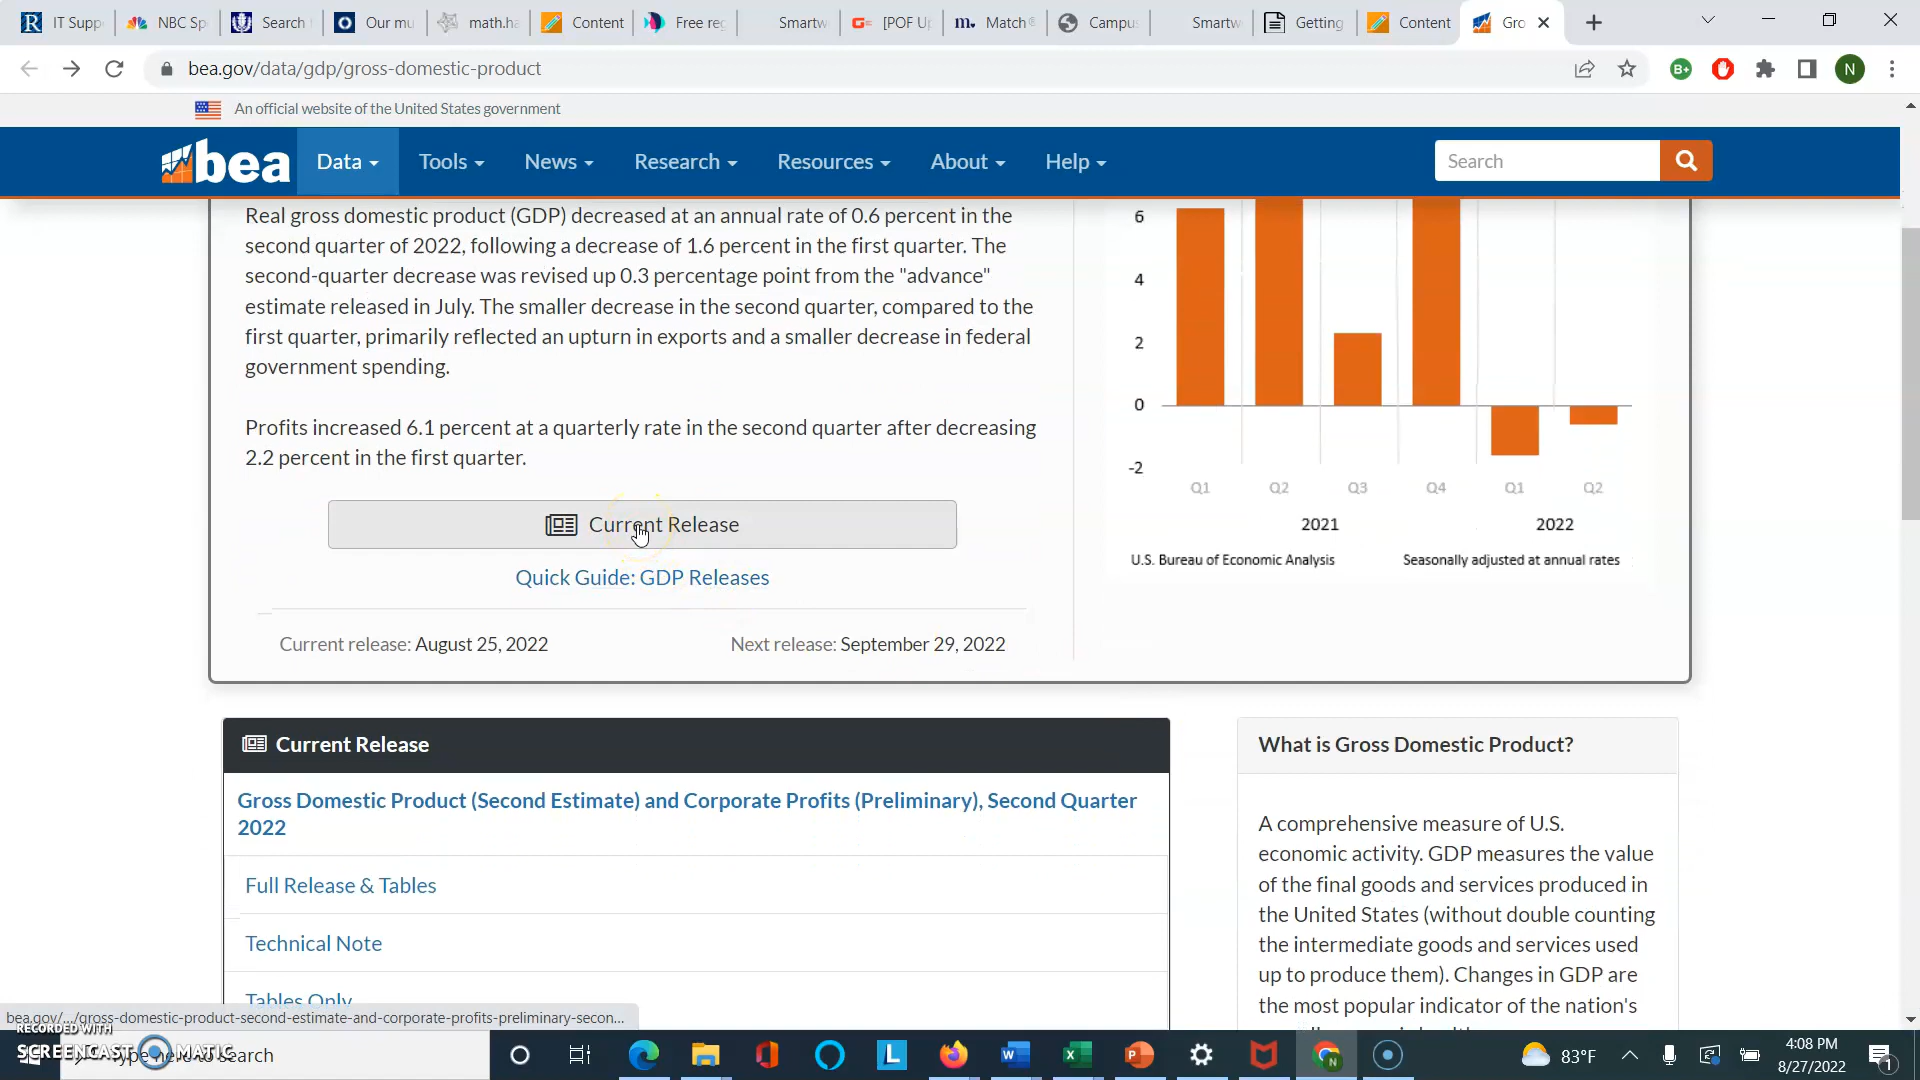 IT Supp
NBC Sp
Search
Our mu
math.ha
Content
Free reg
Smartw
[POF Up
Match
Campus
Smartw
Getting
Content
Gro
bea.gov/data/gdp/gross-domestic-product
N
An official website of the United States government
bea
Data
Tools
News
Research
Resources
About
Help
Search
Real gross domestic product (GDP) decreased at an annual rate of 0.6 percent in the
second quarter of 2022, following a decrease of 1.6 percent in the first quarter. The
second-quarter decrease was revised up 0.3 percentage point from the "advance"
estimate released in July. The smaller decrease in the second quarter, compared to the
first quarter, primarily reflected an upturn in exports and a smaller decrease in federal
government spending.
Profits increased 6.1 percent at a quarterly rate in the second quarter after decreasing
2.2 percent in the first quarter.
Current Release
Quick Guide: GDP Releases
Current release: August 25, 2022
Next release: September 29, 2022
6
4
2
0
-2
Q1 Q2 Q3 Q4 Q1 Q2
2021 2022
U.S. Bureau of Economic Analysis
Seasonally adjusted at annual rates
Current Release
Gross Domestic Product (Second Estimate) and Corporate Profits (Preliminary), Second Quarter
2022
Full Release & Tables
Technical Note
Tables Only
What is Gross Domestic Product?
A comprehensive measure of U.S.
economic activity. GDP measures the value
of the final goods and services produced in
the United States (without double counting
the intermediate goods and services used
up to produce them). Changes in GDP are
the most popular indicator of the nation's
bea.gov/.../gross-domestic-product-second-estimate-and-corporate-profits-preliminary-secon...
RECORDED WITH
SCREENCAST MATIC
Type here to search
83°F
4:08 PM
8/27/2022
1